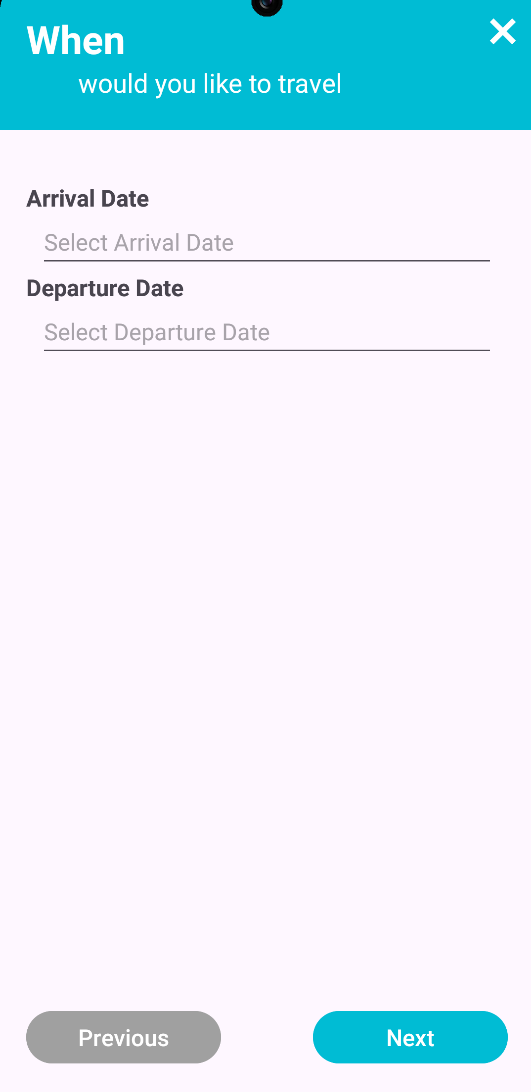 When
would you like to travel
Arrival Date
Select Arrival Date
Departure Date
Select Departure Date
Previous
Next